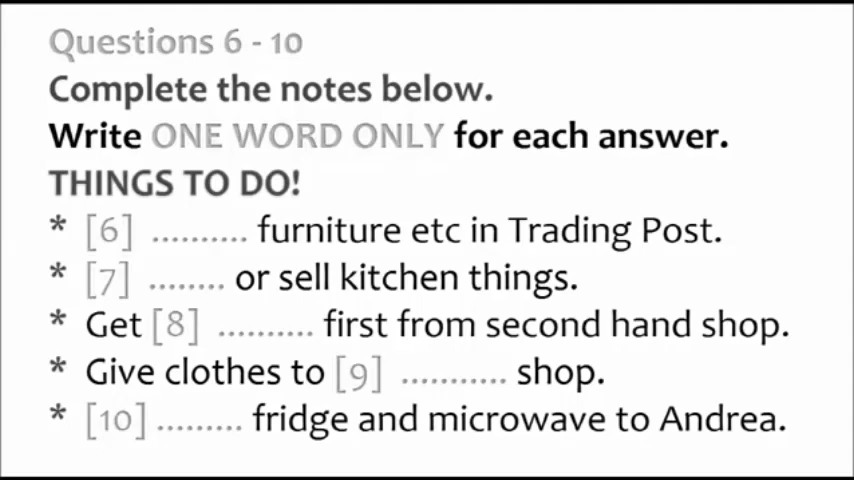 Questions 6 - 10
Complete the notes below.
Write ONE WORD ONLY for each answer.
THINGS TO DO!
* [6] .......... furniture etc in Trading Post.
* [7] ........ or sell kitchen things.
* Get [8] .......... first from second hand shop.
* Give clothes to [9] ........... shop.
* [10] ......... fridge and microwave to Andrea.